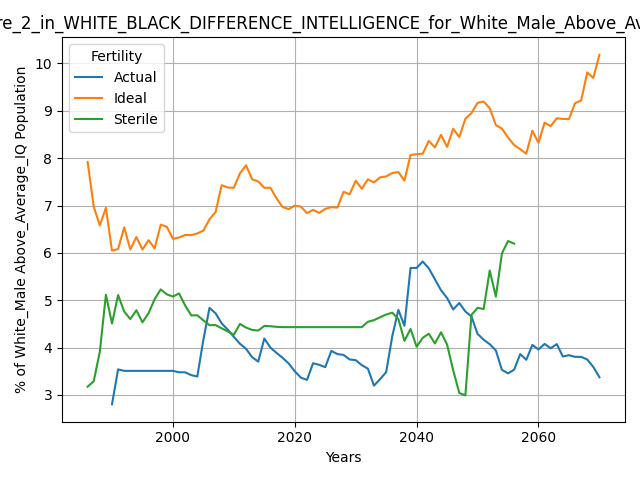 re_2_in_WHITE_BLACK_DIFFERENCE_INTELLIGENCE_for_White_Male_Above_Av
Fertility
Actual
Ideal
Sterile
% of White_Male Above_Average_IQ Population
10
9
8
7
6
5
4
3
2000
2020
2040
2060
Years